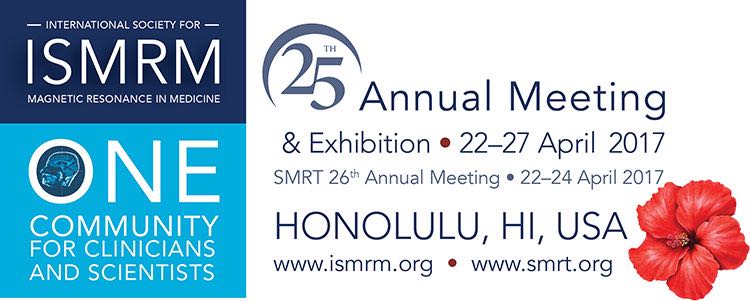 — INTERNATIONAL SOCIETY FOR —
ISMRM
MAGNETIC RESONANCE IN MEDICINE
ONE
COMMUNITY
FOR CLINICIANS
AND SCIENTISTS
25TH Annual Meeting
& Exhibition • 22–27 April 2017
SMRT 26th Annual Meeting • 22–24 April 2017
HONOLULU, HI, USA
www.ismrm.org • www.smrt.org